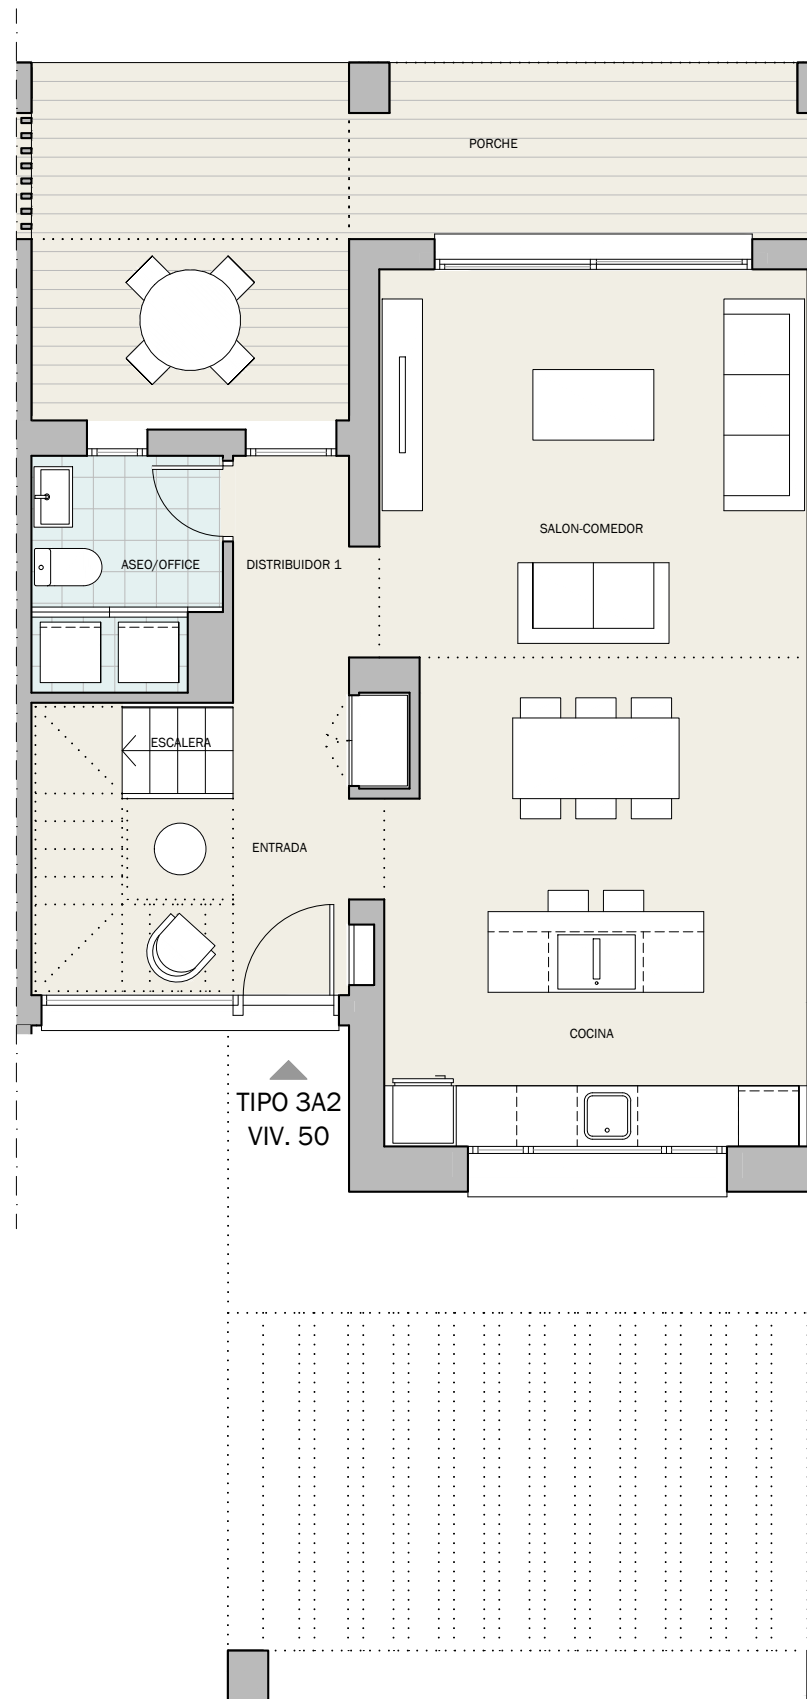 PORCHE
SALON-COMEDOR
ASEO/OFFICE
DISTRIBUIDOR 1
ESCALERA
ENTRADA
COCINA
TIPO 3A2
VIV. 50